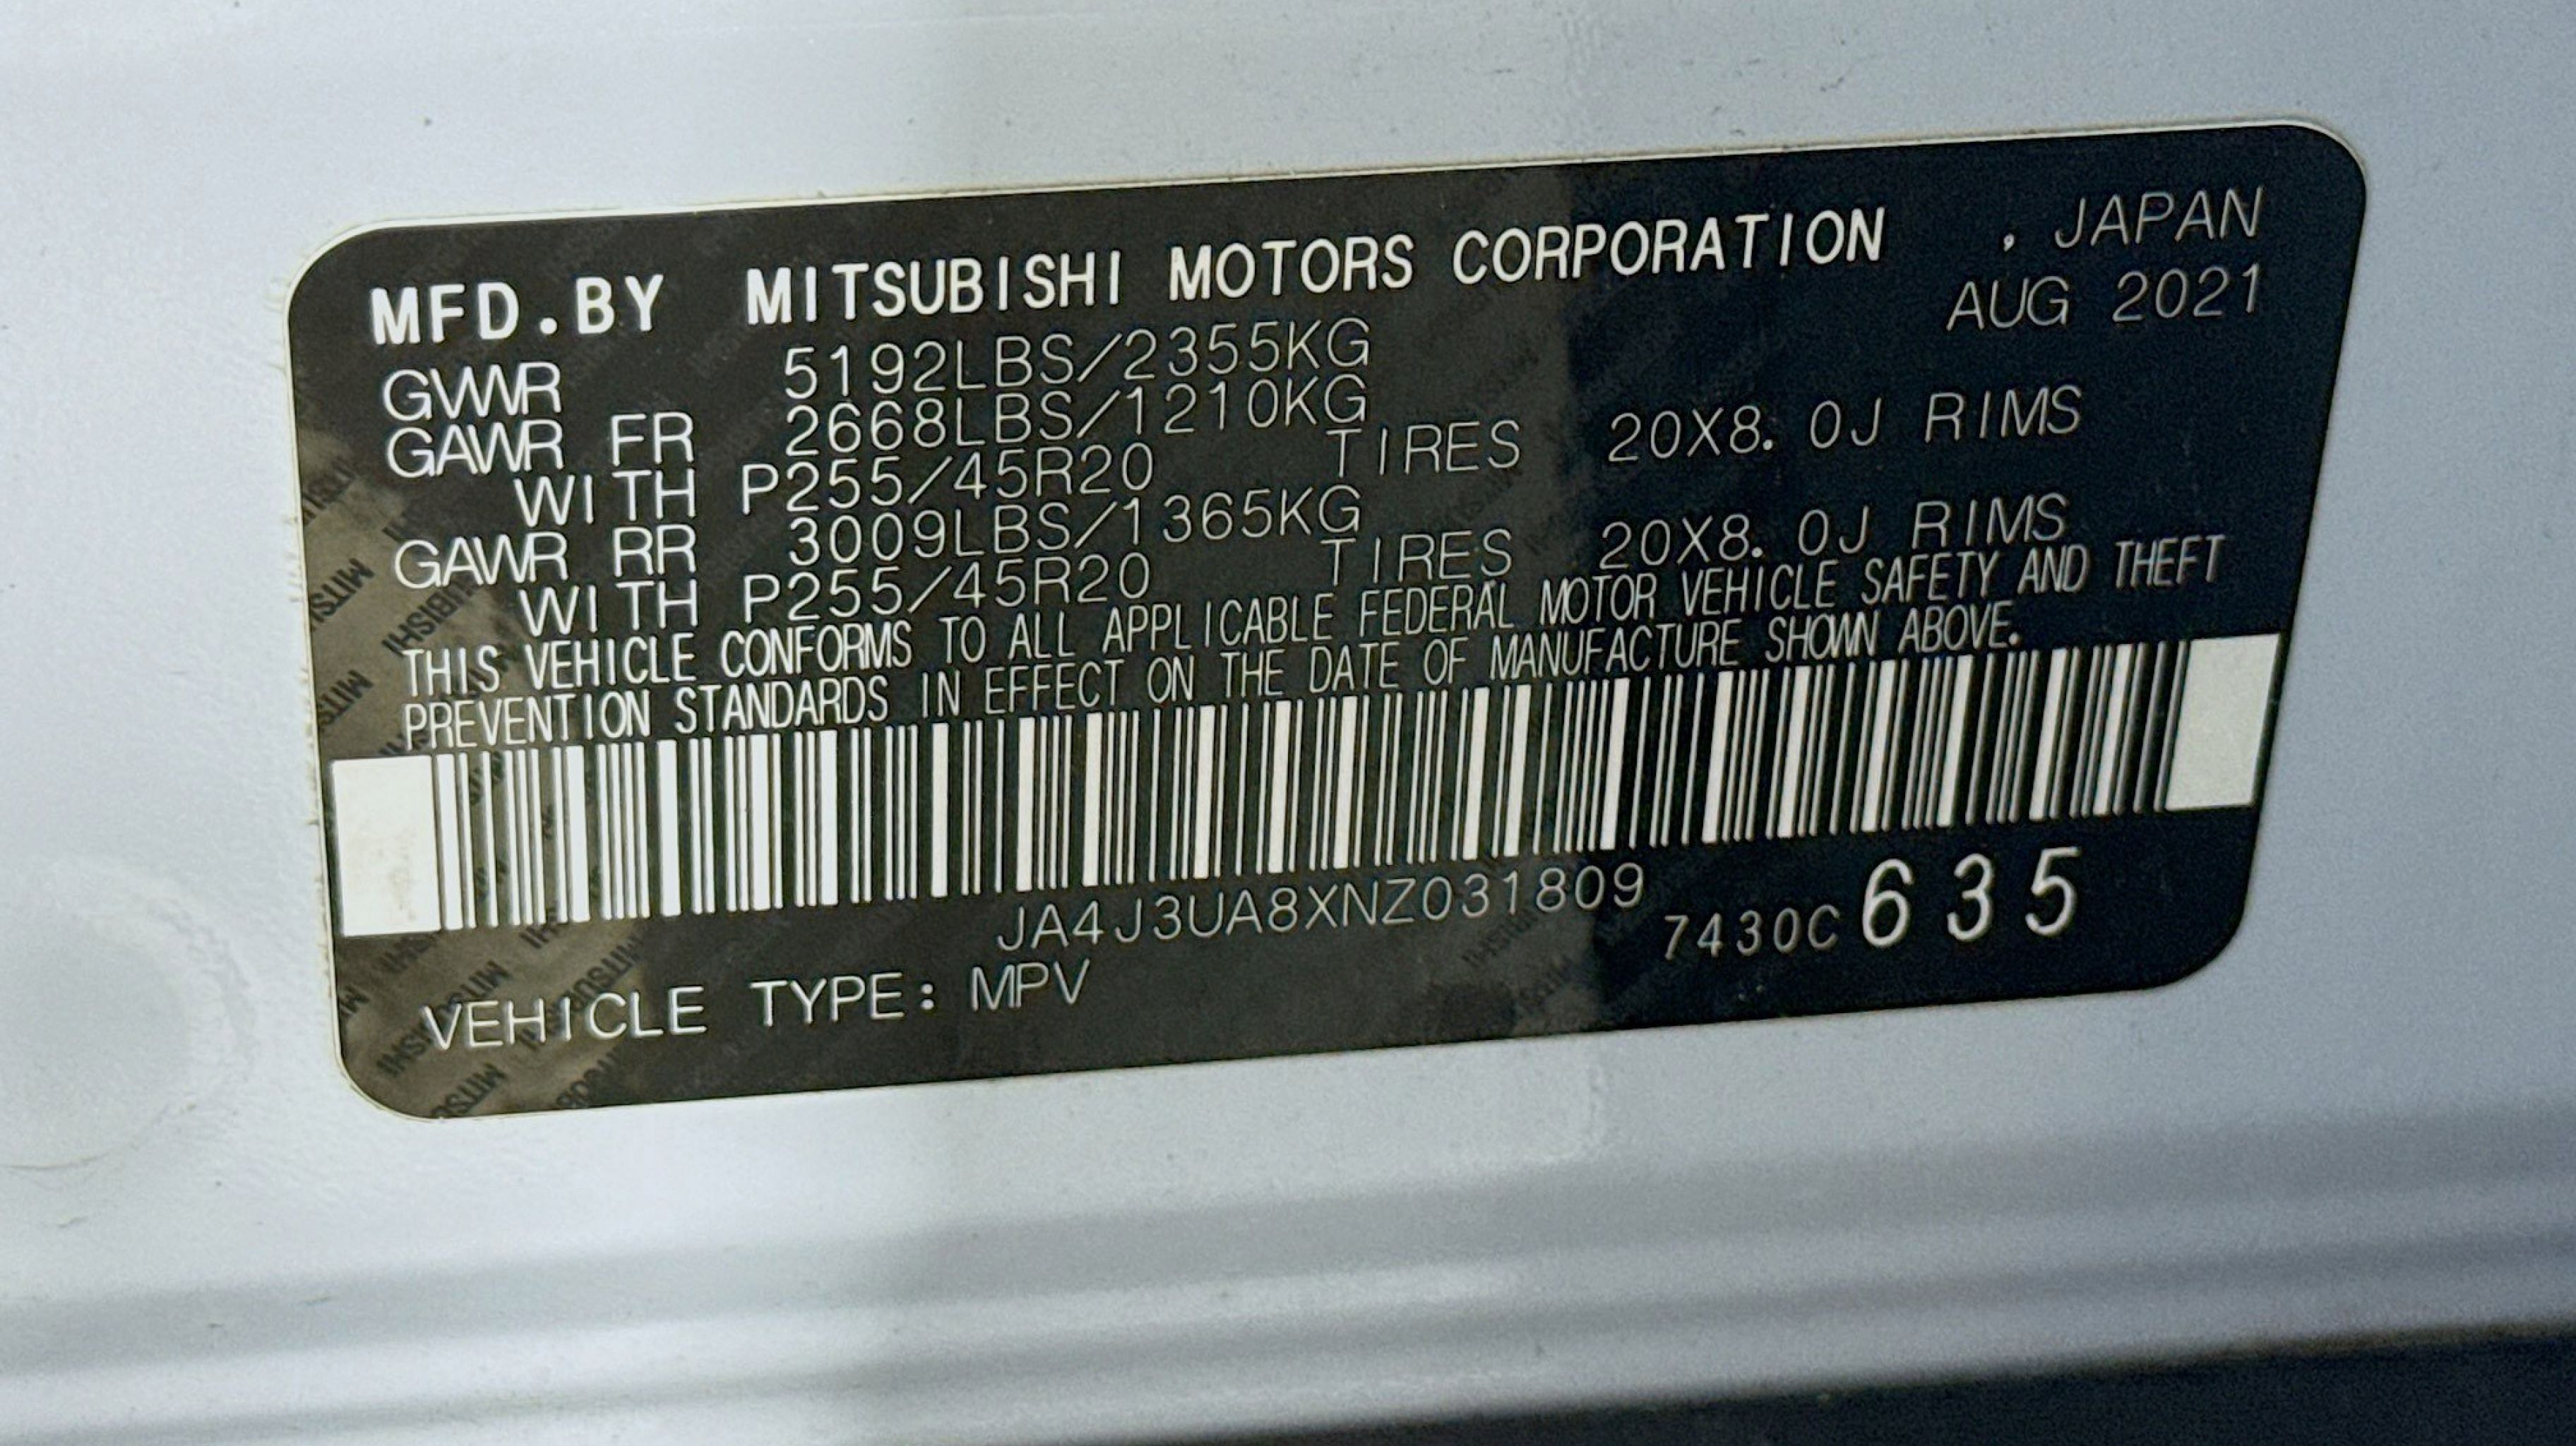 MFD.BY MITSUBISHI MOTORS CORPORATION , JAPAN
AUG 2021
GVWR 5192LBS/2355KG
GAWR FR 2668LBS/1210KG
WITH P255/45R20 TIRES 20X8.0J RIMS
GAWR RR 3009LBS/1365KG
WITH P255/45R20 TIRES 20X8.0J RIMS
THIS VEHICLE CONFORMS TO ALL APPLICABLE FEDERAL MOTOR VEHICLE SAFETY AND THEFT
PREVENTION STANDARDS IN EFFECT ON THE DATE OF MANUFACTURE SHOWN ABOVE.
JA4J3UA8XNZ031809
7430C 635
VEHICLE TYPE: MPV